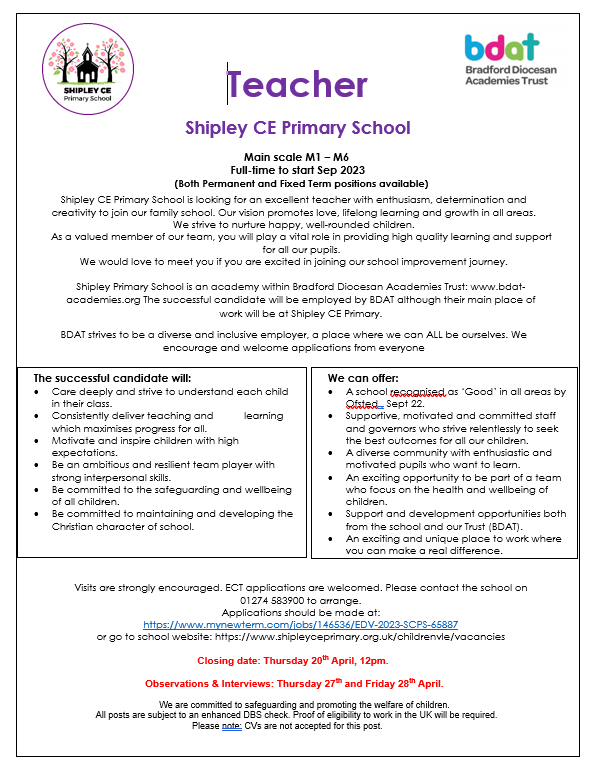 SHIPLEY CE
Primary School
bdat
Bradford Diocesan
Academies Trust
Teacher
Shipley CE Primary School
Main scale M1 – M6
Full-time to start Sep 2023
(Both Permanent and Fixed Term positions available)
Shipley CE Primary School is looking for an excellent teacher with enthusiasm, determination and
creativity to join our family school. Our vision promotes love, lifelong learning and growth in all areas.
We strive to nurture happy, well-rounded children.
As a valued member of our team, you will play a vital role in providing high quality learning and support
for all our pupils.
We would love to meet you if you are excited in joining our school improvement journey.
Shipley CE Primary School is an academy within Bradford Diocesan Academies Trust: www.bdat-
academies.org The successful candidate will be employed by BDAT although their main place of
work will be at Shipley CE Primary.
BDAT strives to be a diverse and inclusive employer, a place where we can ALL be ourselves. We
encourage and welcome applications from everyone
The successful candidate will:
• Care deeply and strive to understand each child
in their class.
• Consistently deliver teaching and learning
which maximises progress for all.
• Motivate and inspire children with high
expectations.
• Be an ambitious and resilient team player with
strong interpersonal skills.
• Be committed to the safeguarding and wellbeing
of all children.
• Be committed to maintaining and developing the
Christian character of school.
We can offer:
• A school recognised as ‘Good’ in all areas by
Ofsted, Sept 22.
• Supportive, motivated and committed staff
and governors who strive relentlessly to seek
the best outcomes for all our children.
• A diverse community with enthusiastic and
motivated pupils who want to learn.
• An exciting opportunity to be part of a team
who focus on the health and wellbeing of
children.
• Support and development opportunities both
from the school and our Trust (BDAT).
• An exciting and unique place to work where
you can make a real difference.
Visits are strongly encouraged. ECT applications are welcomed. Please contact the school on
01274 583900 to arrange.
Applications should be made at:
https://www.mynewterm.com/jobs/146536/EDV-2023-SCPS-65887
or go to school website: https://www.shipleyceprimary.org.uk/childrenvle/vacancies
Closing date: Thursday 20th April, 12pm.
Observations & Interviews: Thursday 27th and Friday 28th April.
We are committed to safeguarding and promoting the welfare of children.
All posts are subject to an enhanced DBS check. Proof of eligibility to work in the UK will be required.
Please note: CVs are not accepted for this post.